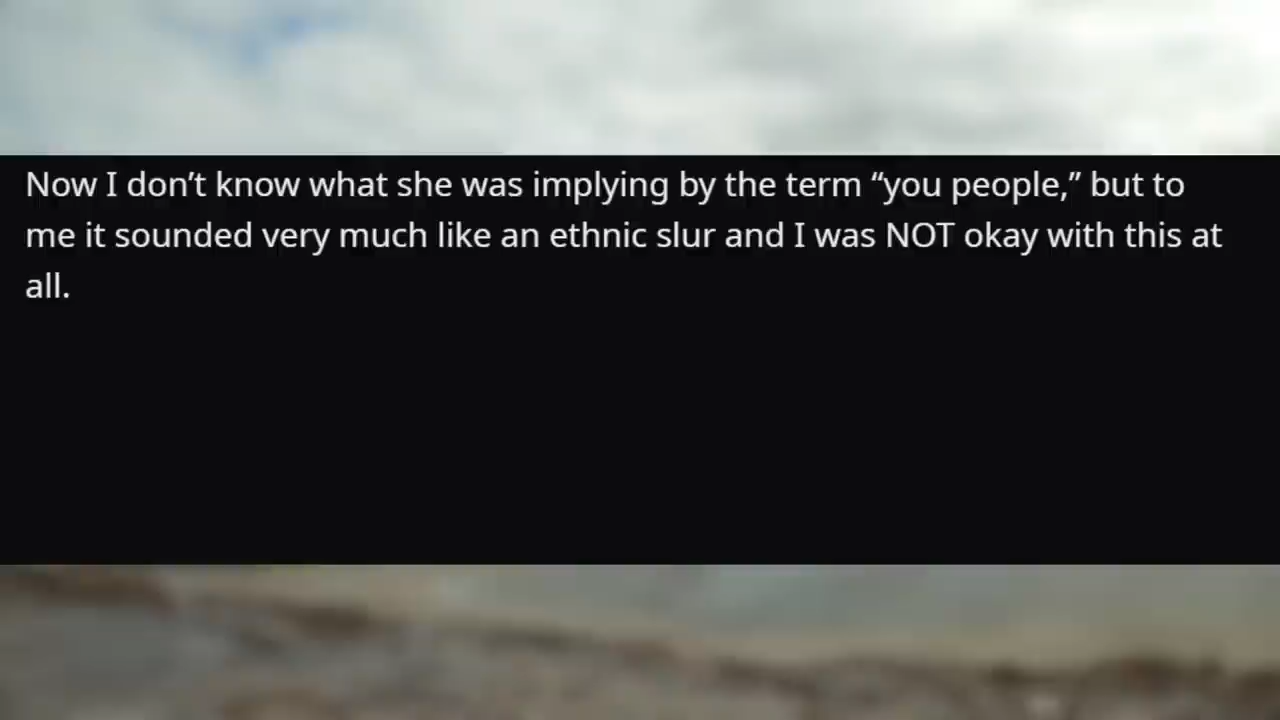 Now I don’t know what she was implying by the term “you people,” but to
me it sounded very much like an ethnic slur and I was NOT okay with this at
all.